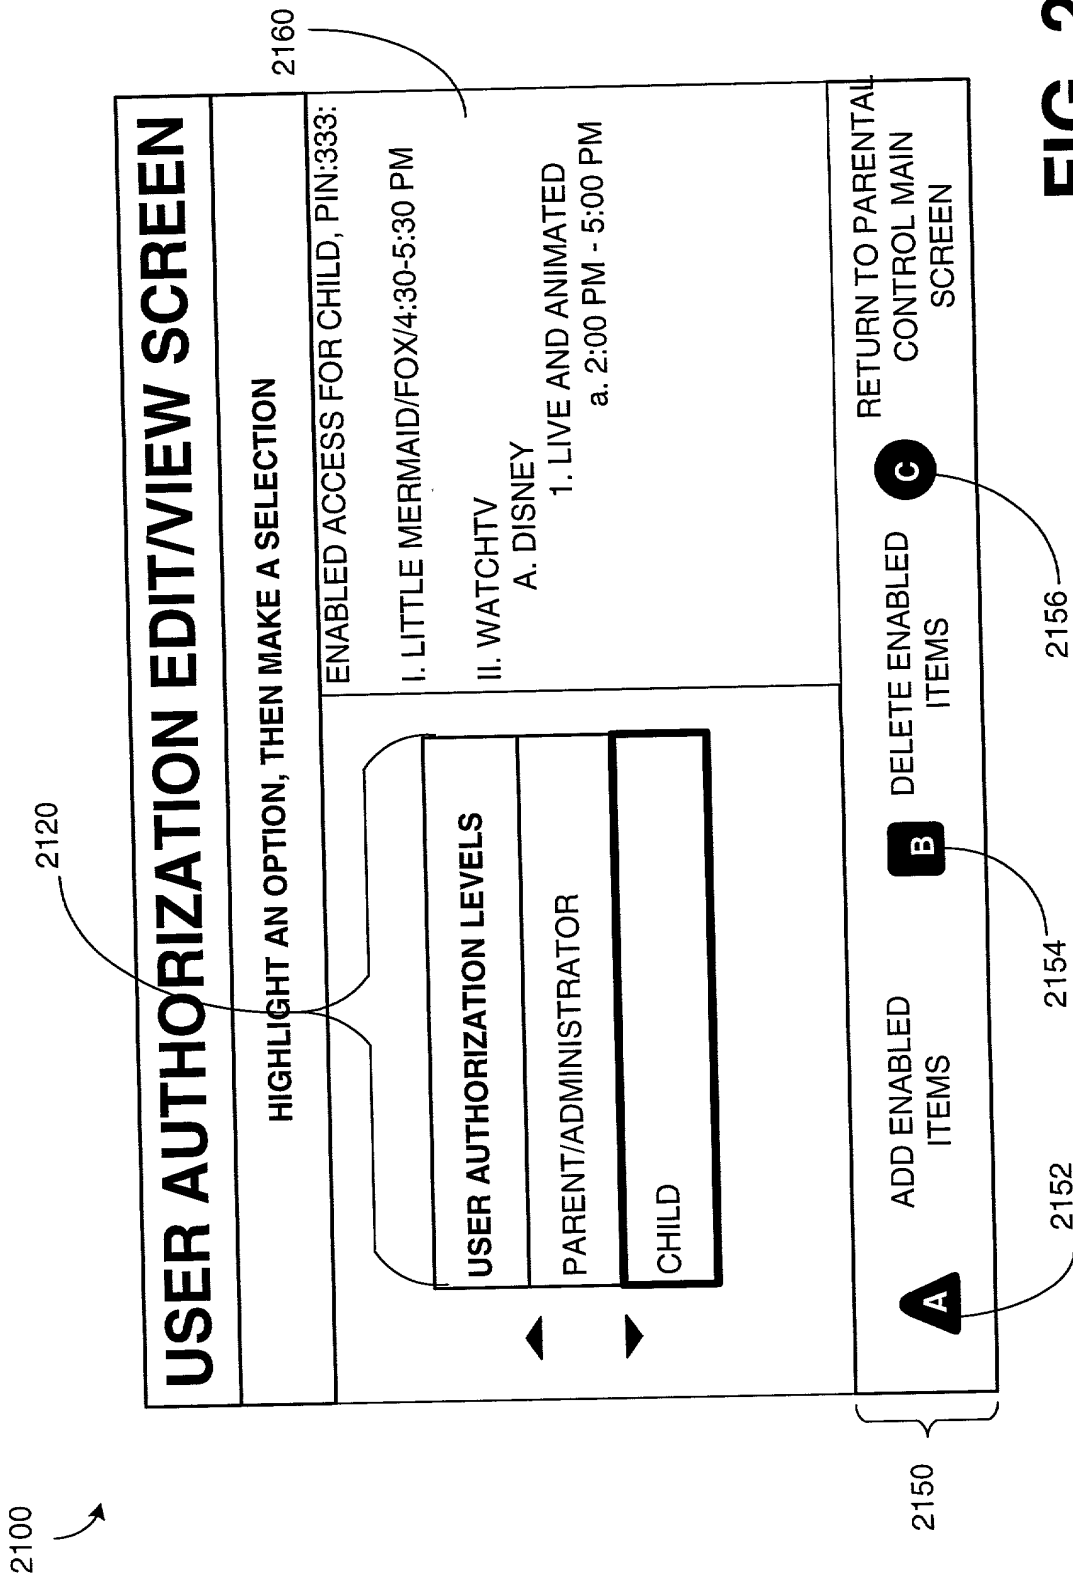 2100
USER AUTHORIZATION EDIT/VIEW SCREEN
HIGHLIGHT AN OPTION, THEN MAKE A SELECTION
2120
USER AUTHORIZATION LEVELS
PARENT/ADMINISTRATOR
CHILD
ENABLED ACCESS FOR CHILD, PIN:333:
I. LITTLE MERMAID/FOX/4:30-5:30 PM
II. WATCHTV
A. DISNEY
1. LIVE AND ANIMATED
a. 2:00 PM - 5:00 PM
2160
2150
A
ADD ENABLED
ITEMS
B
DELETE ENABLED
ITEMS
C
RETURN TO PARENTAL
CONTROL MAIN
SCREEN
2152
2154
2156
FIG 2